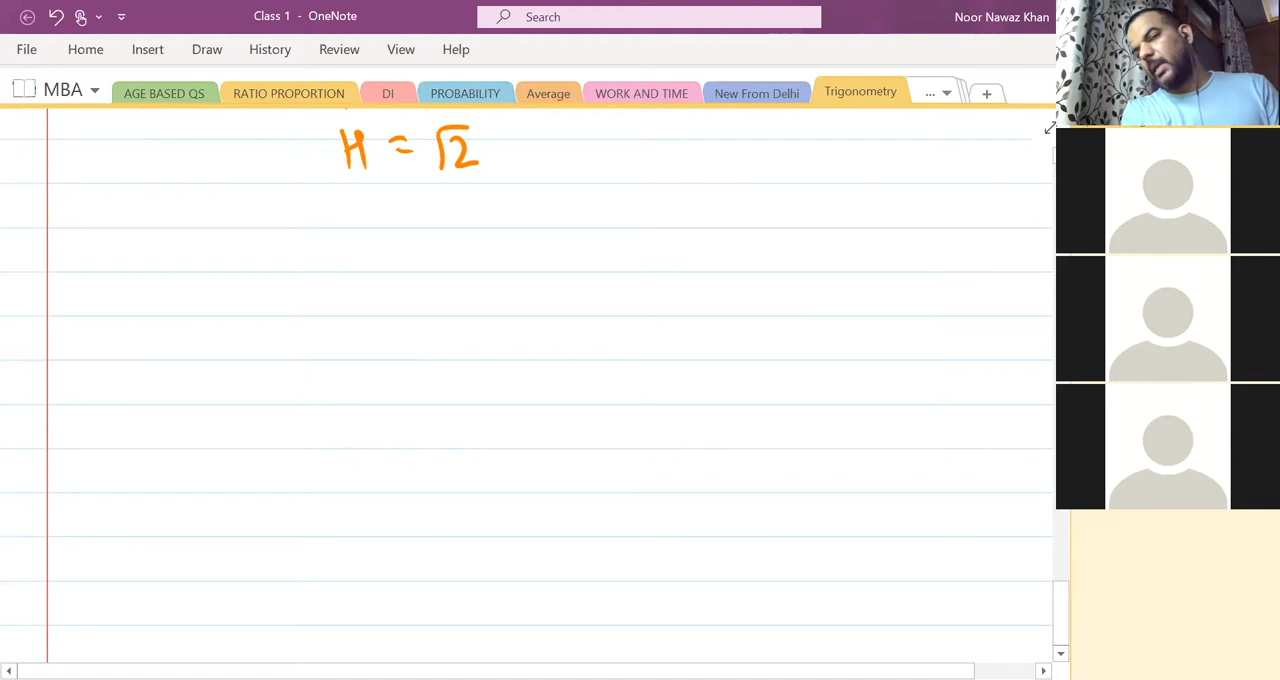 Class 1 - OneNote
Search
Noor Nawaz Khan
File Home Insert Draw History Review View Help
MBA
AGE BASED QS RATIO PROPORTION DI PROBABILITY Average WORK AND TIME New From Delhi Trigonometry ...
H = √2